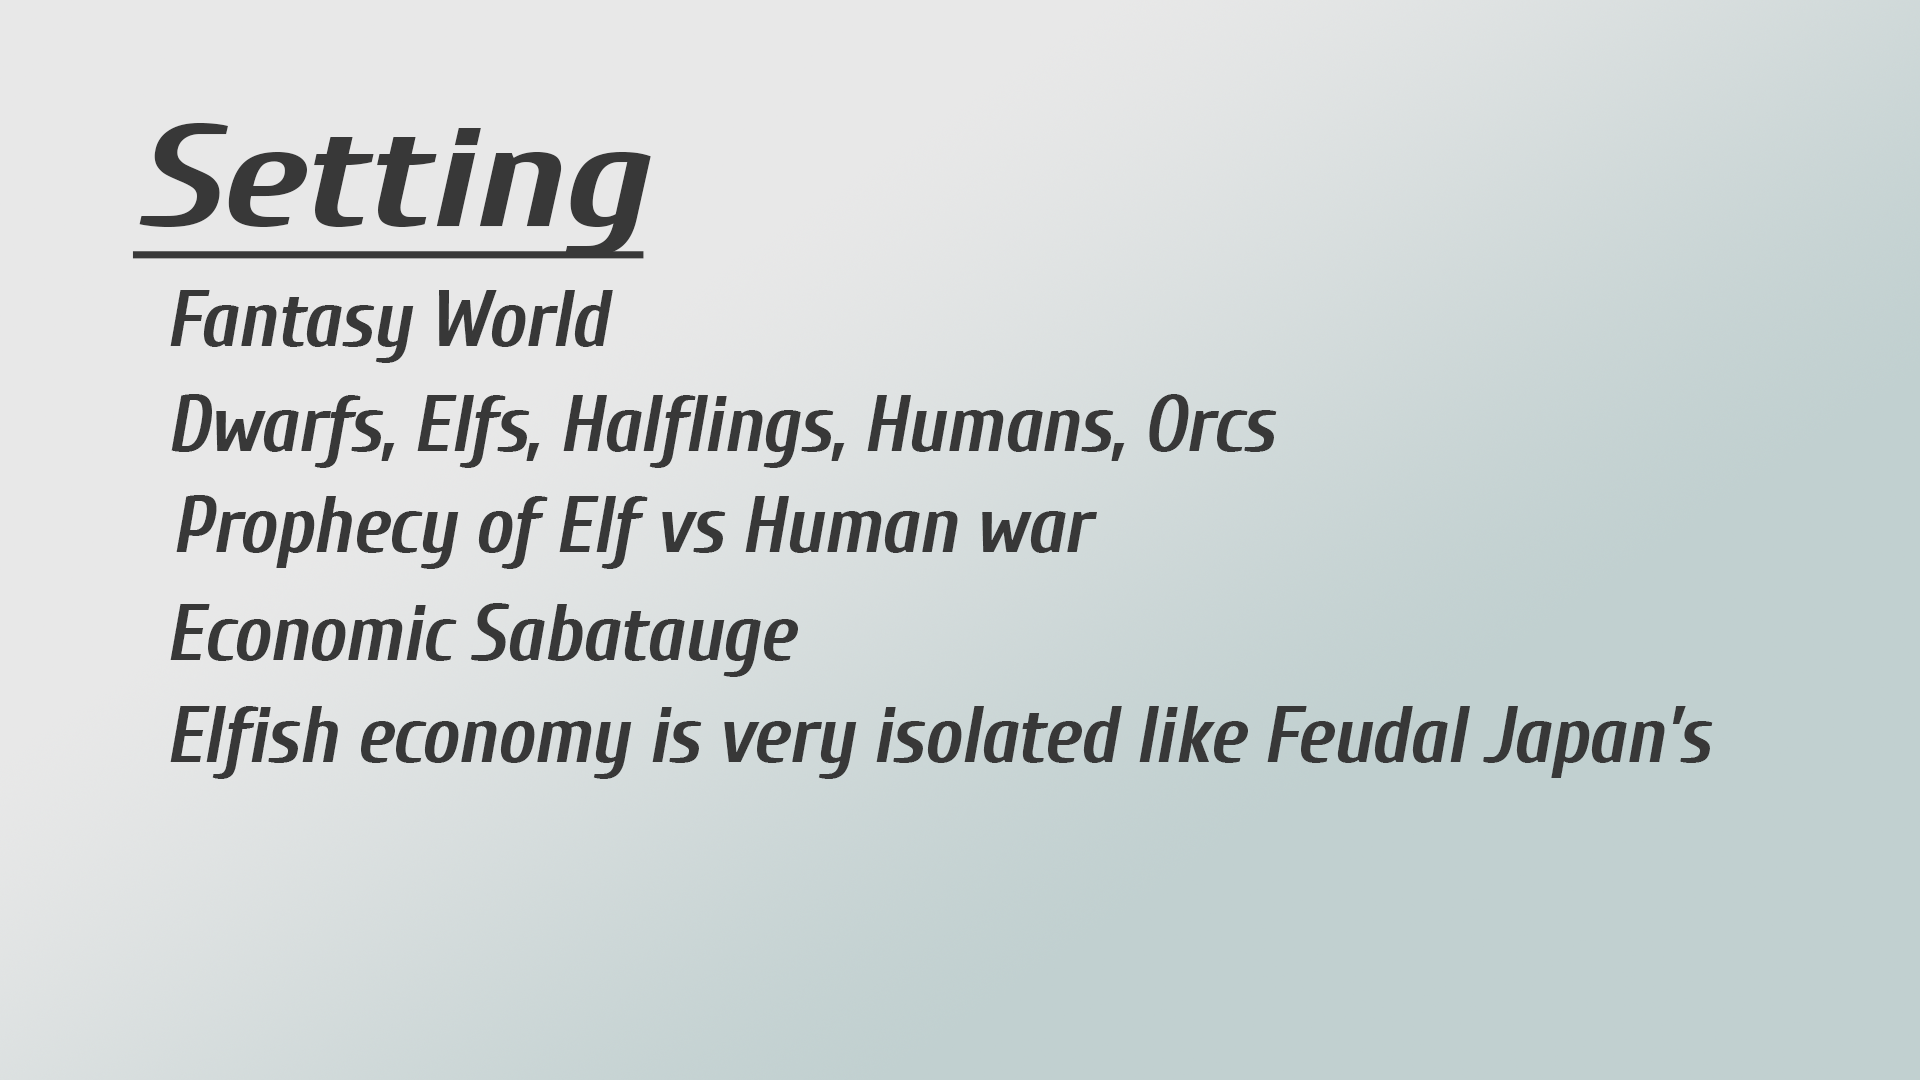 Setting
Fantasy World
Dwarfs, Elfs, Halflings, Humans, Orcs
Prophecy of Elf vs Human war
Economic Sabatauge
Elfish economy is very isolated like Feudal Japan's